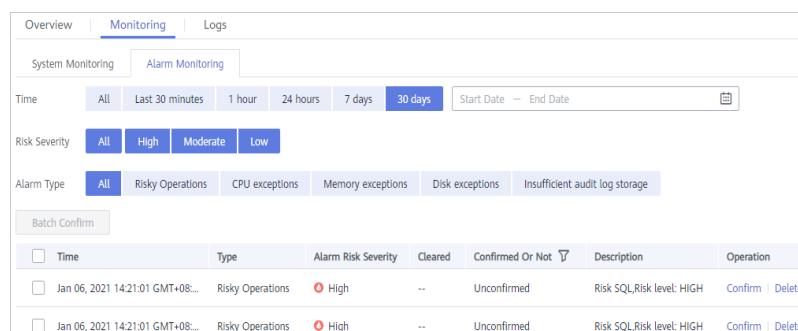 Overview Monitoring Logs
System Monitoring Alarm Monitoring
Time All Last 30 minutes 1 hour 24 hours 7 days 30 days Start Date — End Date
Risk Severity All High Moderate Low
Alarm Type All Risky Operations CPU exceptions Memory exceptions Disk exceptions Insufficient audit log storage
Batch Confirm
Time Type Alarm Risk Severity Cleared Confirmed Or Not Description Operation
Jan 06, 2021 14:21:01 GMT+08:... Risky Operations High -- Unconfirmed Risk SQL,Risk level: HIGH Confirm Delet
Jan 06, 2021 14:21:01 GMT+08:... Risky Operations High -- Unconfirmed Risk SQL,Risk level: HIGH Confirm Delet